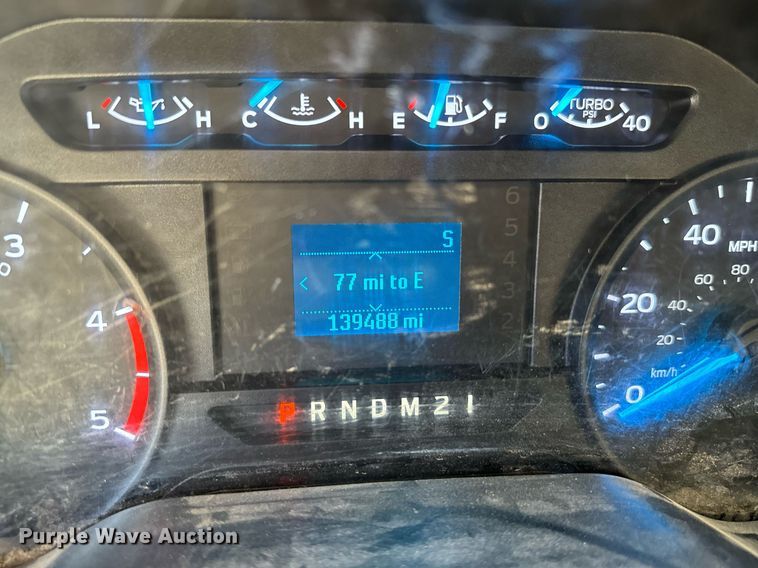 L H C H E F 0 TURBO PSI 40
6
5
4
3
2
S
77 mi to E
139488 mi
3
4
5
40 MPH
60 80
20 40
20
km/h
0
P R N D M 2 1
Purple Wave Auction